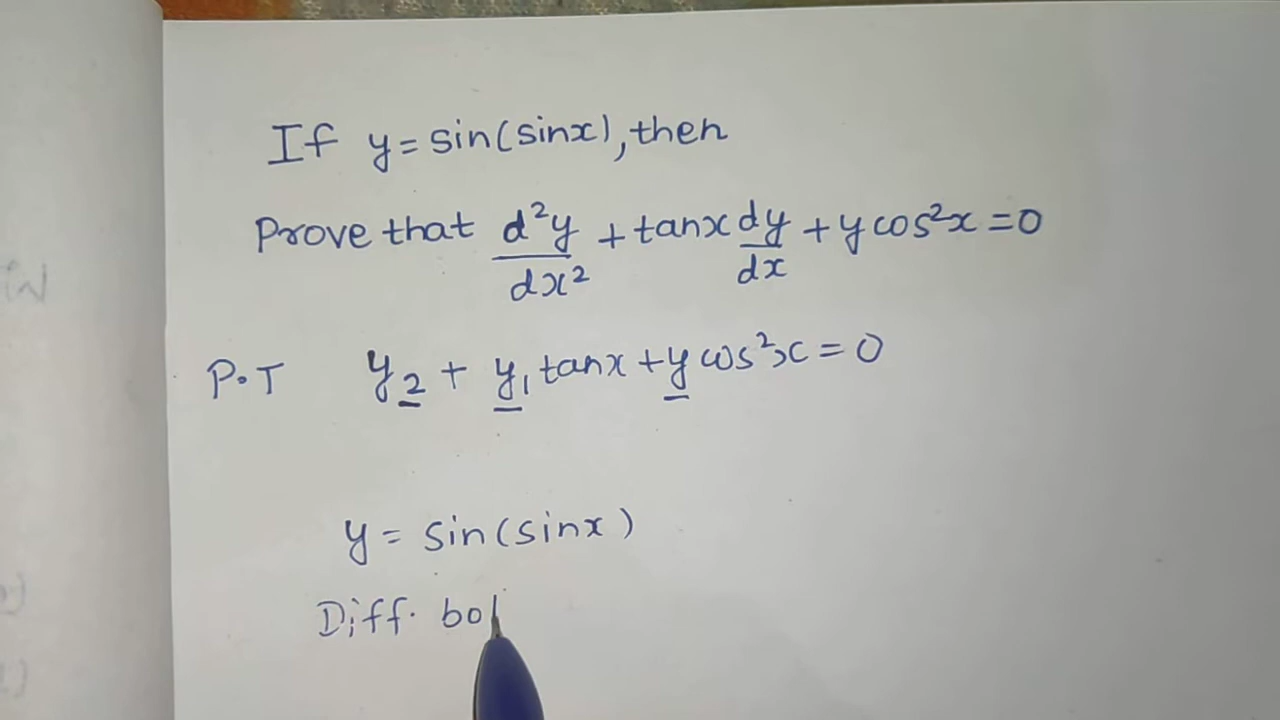 If y = sin(sinx), then
Prove that d²y/dx² + tanx dy/dx + y cos²x = 0
P.T y₂ + y₁ tanx + y cos²x = 0
y = sin(sinx)
Diff. bo